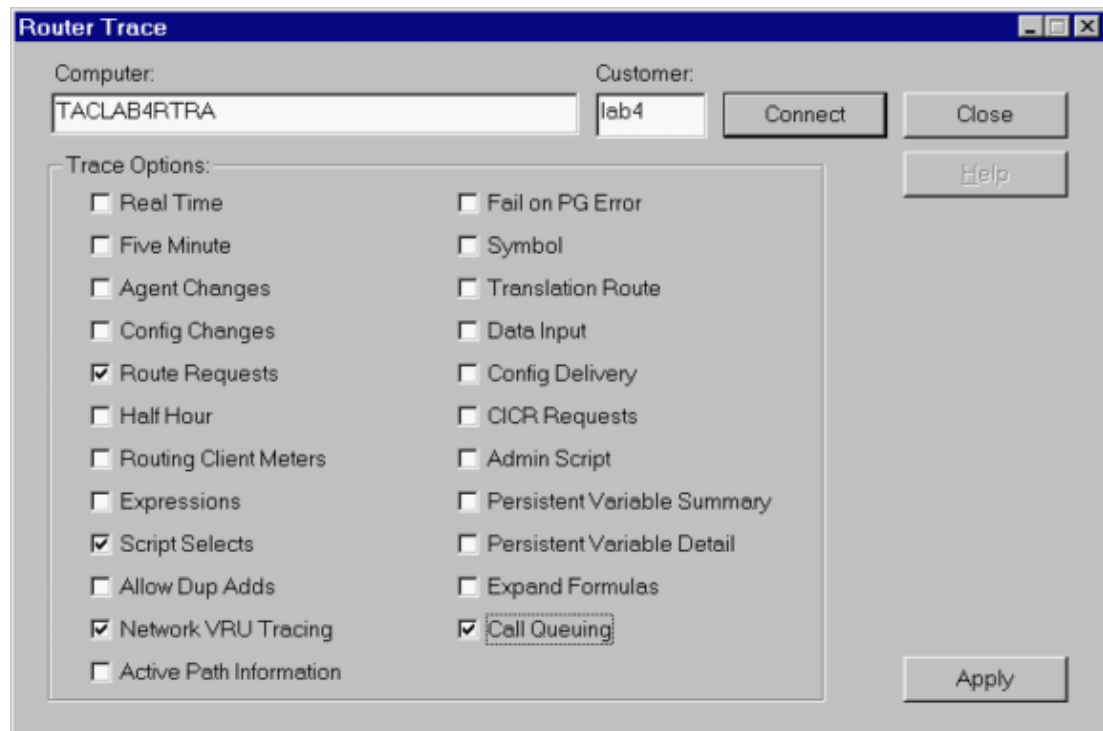 Router Trace
Computer: Customer:
TACLAB4RTRA lab4 Connect Close
Help
Trace Options:
Real Time Fail on PG Error
Five Minute Symbol
Agent Changes Translation Route
Config Changes Data Input
Route Requests Config Delivery
Half Hour CICR Requests
Routing Client Meters Admin Script
Expressions Persistent Variable Summary
Script Selects Persistent Variable Detail
Allow Dup Adds Expand Formulas
Network VRU Tracing Call Queuing
Active Path Information
Apply